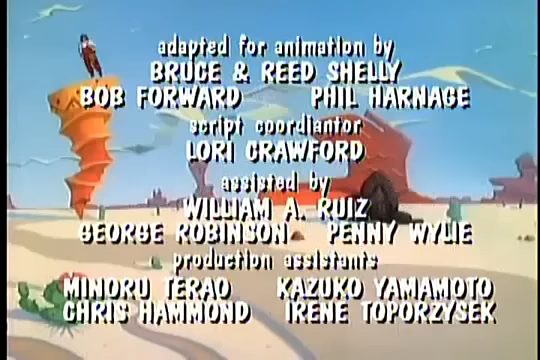 adapted for animation by
BRUCE & REED SHELLY
BOB FORWARD PHIL HARNAGE
script coordiantor
LORI CRAWFORD
assisted by
WILLIAM A. RUIZ
GEORGE ROBINSON PENNY WYLIE
production assistants
MINORU TERAO KAZUKO YAMAMOTO
CHRIS HAMMOND IRENE TOPORZYSEK